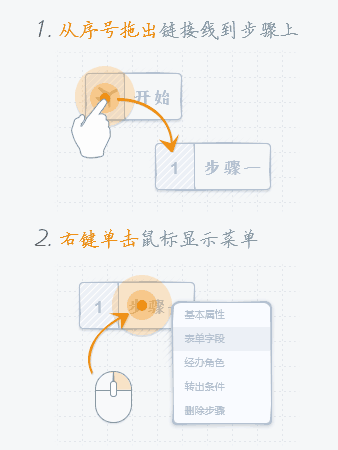 1. 从序号拖出链接线到步骤上
开始
1 步骤一
2. 右键单击鼠标显示菜单
1 步骤
基本属性
表单字段
经办角色
转出条件
删除步骤